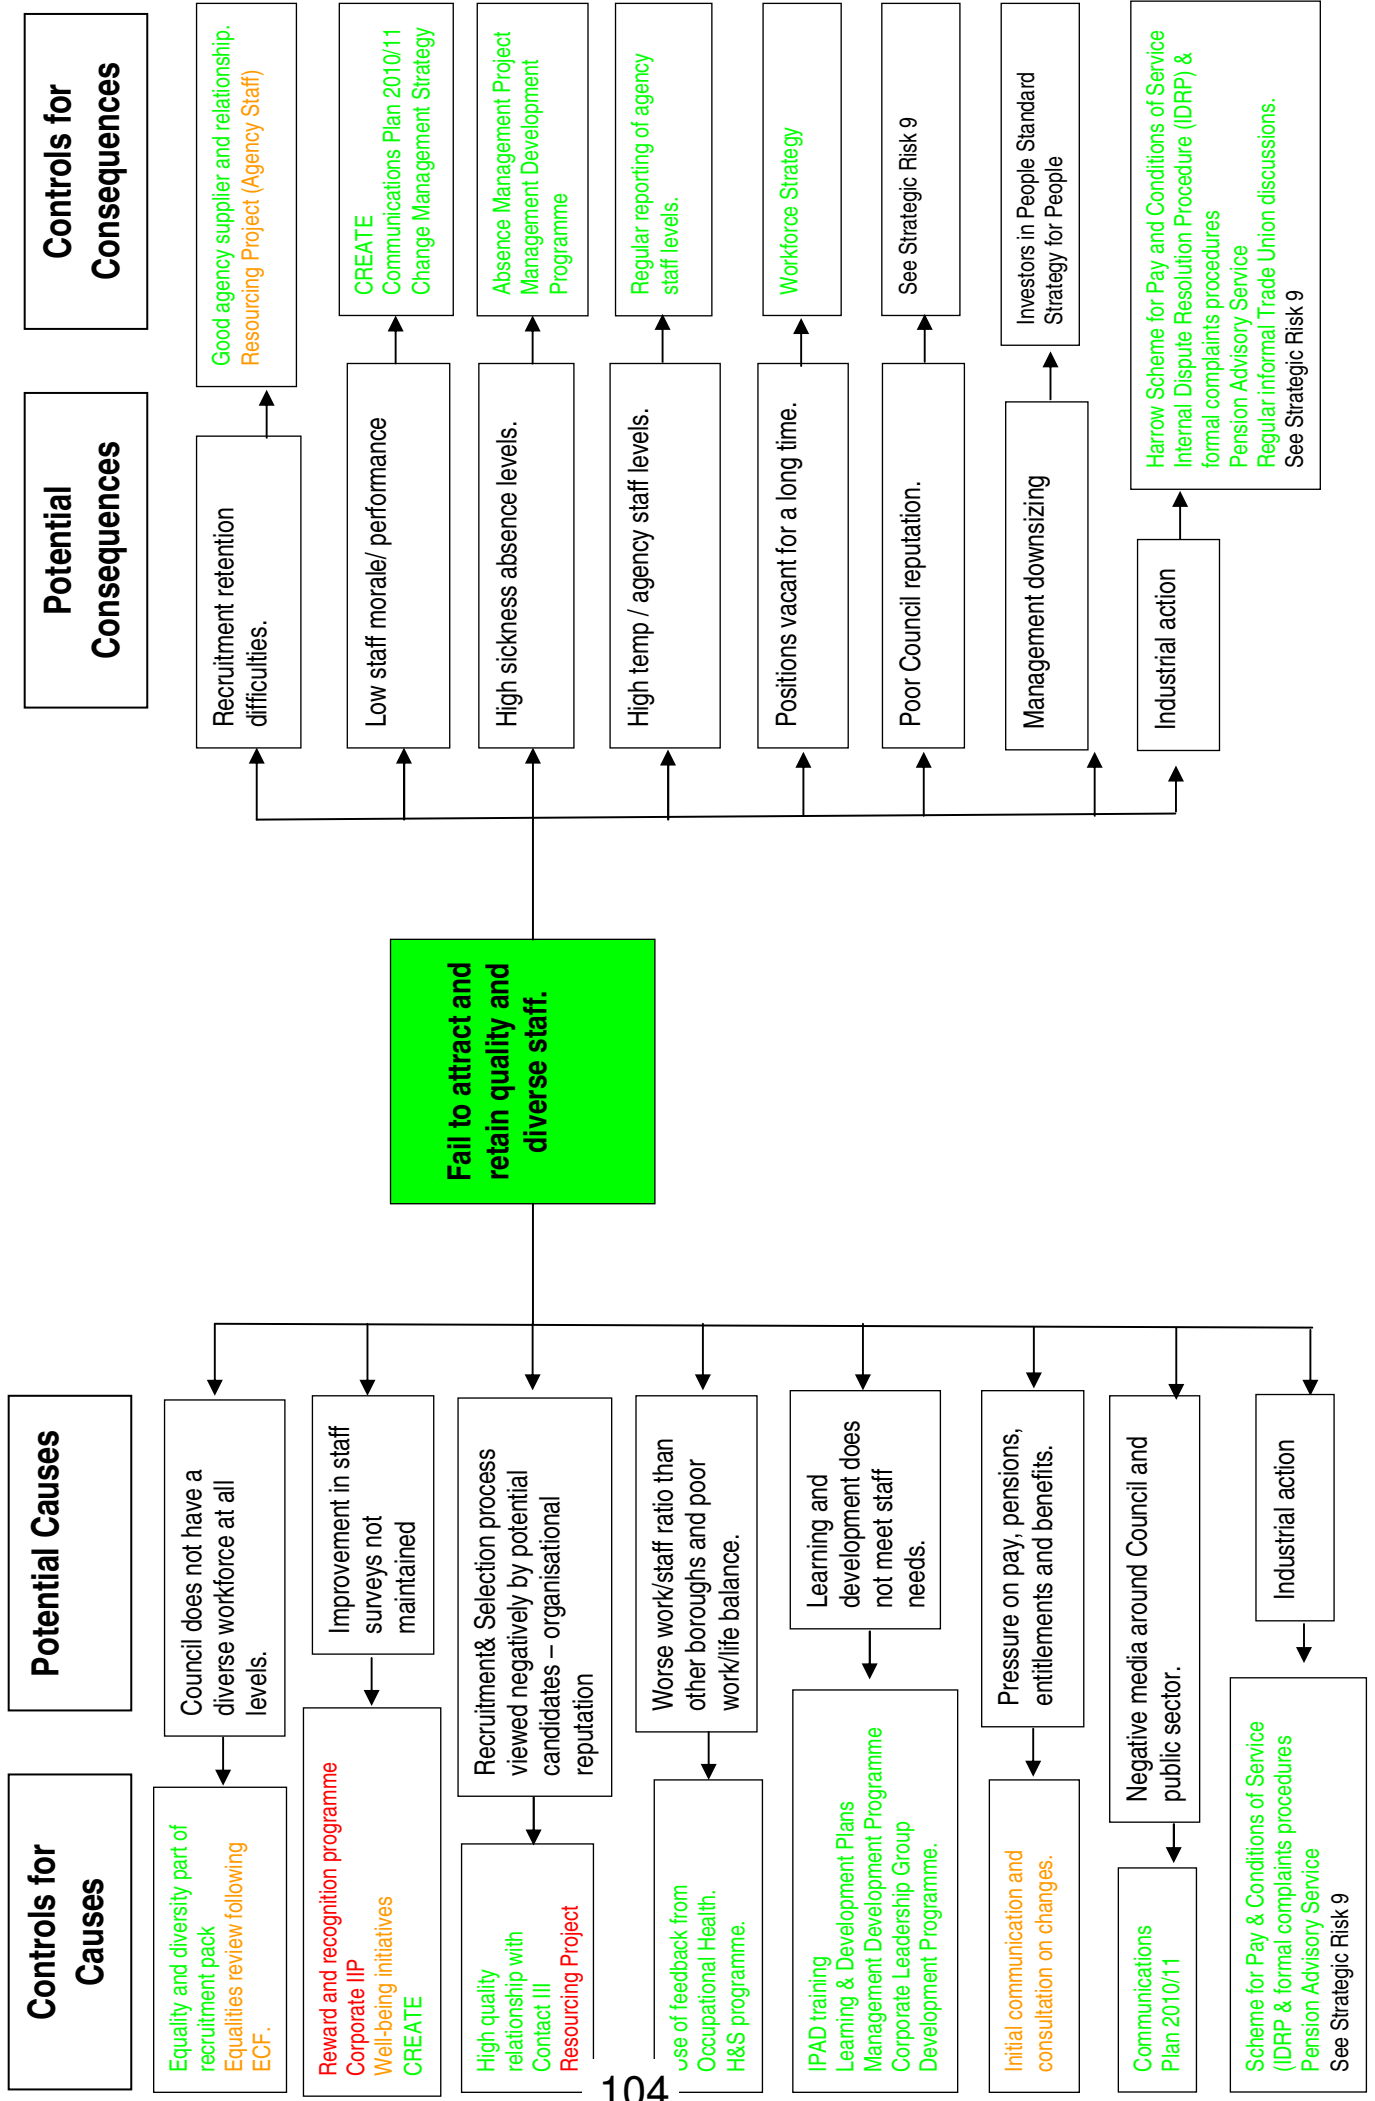 Controls for
Causes
Potential Causes
Potential
Consequences
Controls for
Consequences
Equality and diversity part of
recruitment pack
Equalities review following
ECF.
Council does not have a
diverse workforce at all
levels.
Recruitment retention
difficulties.
Good agency supplier and relationship.
Resourcing Project (Agency Staff)
Reward and recognition programme
Corporate IIP
Well-being initiatives
CREATE
Improvement in staff
surveys not
maintained
Low staff morale/ performance
CREATE
Communications Plan 2010/11
Change Management Strategy
High quality
relationship with
Contact III
Resourcing Project
Recruitment& Selection process
viewed negatively by potential
candidates – organisational
reputation
Fail to attract and
retain quality and
diverse staff.
High sickness absence levels.
Absence Management Project
Management Development
Programme
Use of feedback from
Occupational Health.
H&S programme.
Worse work/staff ratio than
other boroughs and poor
work/life balance.
High temp / agency staff levels.
Regular reporting of agency
staff levels.
IPAD training
Learning & Development Plans
Management Development Programme
Corporate Leadership Group
Development Programme.
Learning and
development does
not meet staff
needs.
Positions vacant for a long time.
Workforce Strategy
Initial communication and
consultation on changes.
Pressure on pay, pensions,
entitlements and benefits.
Poor Council reputation.
See Strategic Risk 9
Communications
Plan 2010/11
Negative media around Council and
public sector.
Management downsizing
Investors in People Standard
Strategy for People
Scheme for Pay & Conditions of Service
(IDRP & formal complaints procedures
Pension Advisory Service
See Strategic Risk 9
Industrial action
Industrial action
Harrow Scheme for Pay and Conditions of Service
Internal Dispute Resolution Procedure (IDRP) &
formal complaints procedures
Pension Advisory Service
Regular informal Trade Union discussions.
See Strategic Risk 9
104